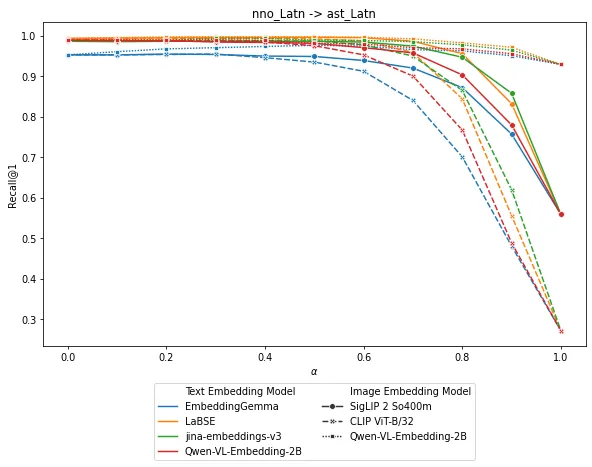 nno_Latn -> ast_Latn
Recall@1
1.0
0.9
0.8
0.7
0.6
0.5
0.4
0.3
0.0 0.2 0.4 0.6 0.8 1.0
α
Text Embedding Model Image Embedding Model
EmbeddingGemma SigLIP 2 So400m
LaBSE CLIP ViT-B/32
jina-embeddings-v3 Qwen-VL-Embedding-2B
Qwen-VL-Embedding-2B